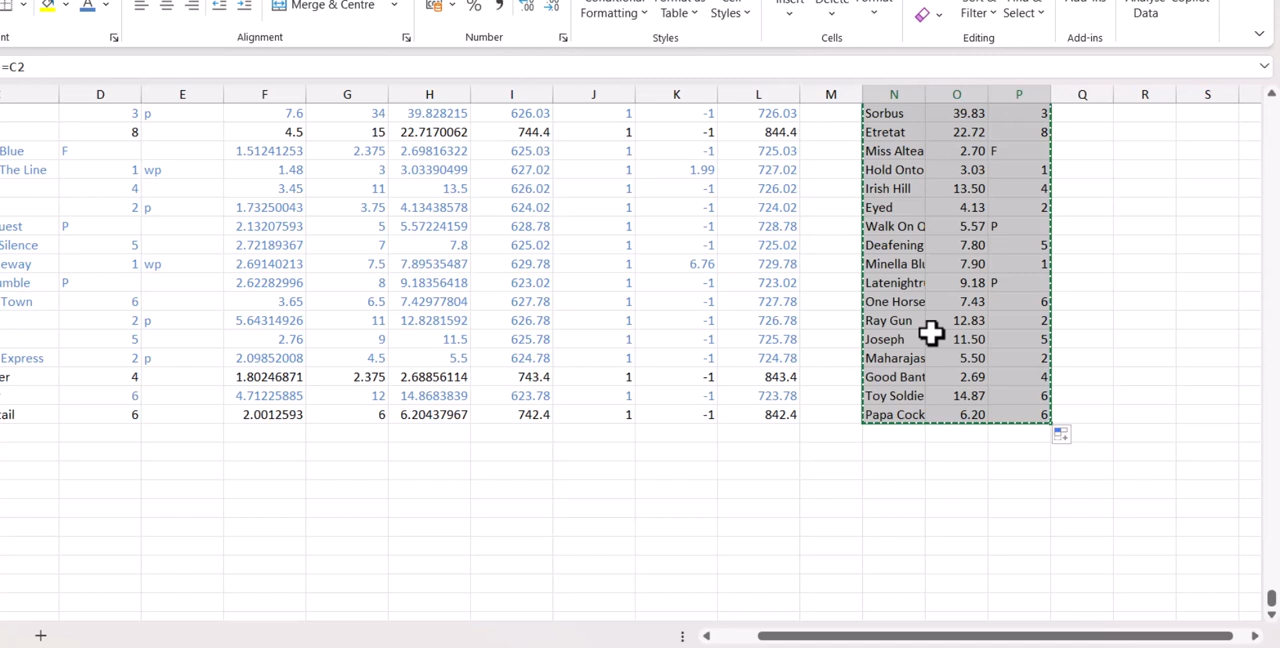 Merge & Centre
%
Conditional
Formatting
Format as
Table
Cell
Styles
Insert
Delete
Format
Sort &
Filter
Find &
Select
Add-ins
Analyse
Data
Copilot
Alignment
Number
Styles
Cells
Editing
Add-ins
=C2
D E F G H I J K L M N O P Q R S
3 p 7.6 34 39.828215 626.03 1 -1 726.03 Sorbus 39.83 3
8 4.5 15 22.7170062 744.4 1 -1 844.4 Etretat 22.72 8
Blue F 1.51241253 2.375 2.69816322 625.03 1 -1 725.03 Miss Altea 2.70 F
The Line 1 wp 1.48 3 3.03390499 627.02 1 1.99 727.02 Hold Onto 3.03 1
4 3.45 11 13.5 626.02 1 -1 726.02 Irish Hill 13.50 4
2 p 1.73250043 3.75 4.13438578 624.02 1 -1 724.02 Eyed 4.13 2
uest P 2.13207593 5 5.57224159 628.78 1 -1 728.78 Walk On Q 5.57 P
Silence 5 2.72189367 7 7.8 625.02 1 -1 725.02 Deafening 7.80 5
eway 1 wp 2.69140213 7.5 7.89535487 629.78 1 6.76 729.78 Minella Blu 7.90 1
mble P 2.62282996 8 9.18356418 623.02 1 -1 723.02 Latenightr 9.18 P
Town 6 3.65 6.5 7.42977804 627.78 1 -1 727.78 One Horse 7.43 6
2 p 5.64314926 11 12.8281592 626.78 1 -1 726.78 Ray Gun 12.83 2
5 2.76 9 11.5 625.78 1 -1 725.78 Joseph 11.50 5
Express 2 p 2.09852008 4.5 5.5 624.78 1 -1 724.78 Maharajas 5.50 2
er 4 1.80246871 2.375 2.68856114 743.4 1 -1 843.4 Good Bant 2.69 4
6 4.71225885 12 14.8683839 623.78 1 -1 723.78 Toy Soldie 14.87 6
tail 6 2.0012593 6 6.20437967 742.4 1 -1 842.4 Papa Cock 6.20 6